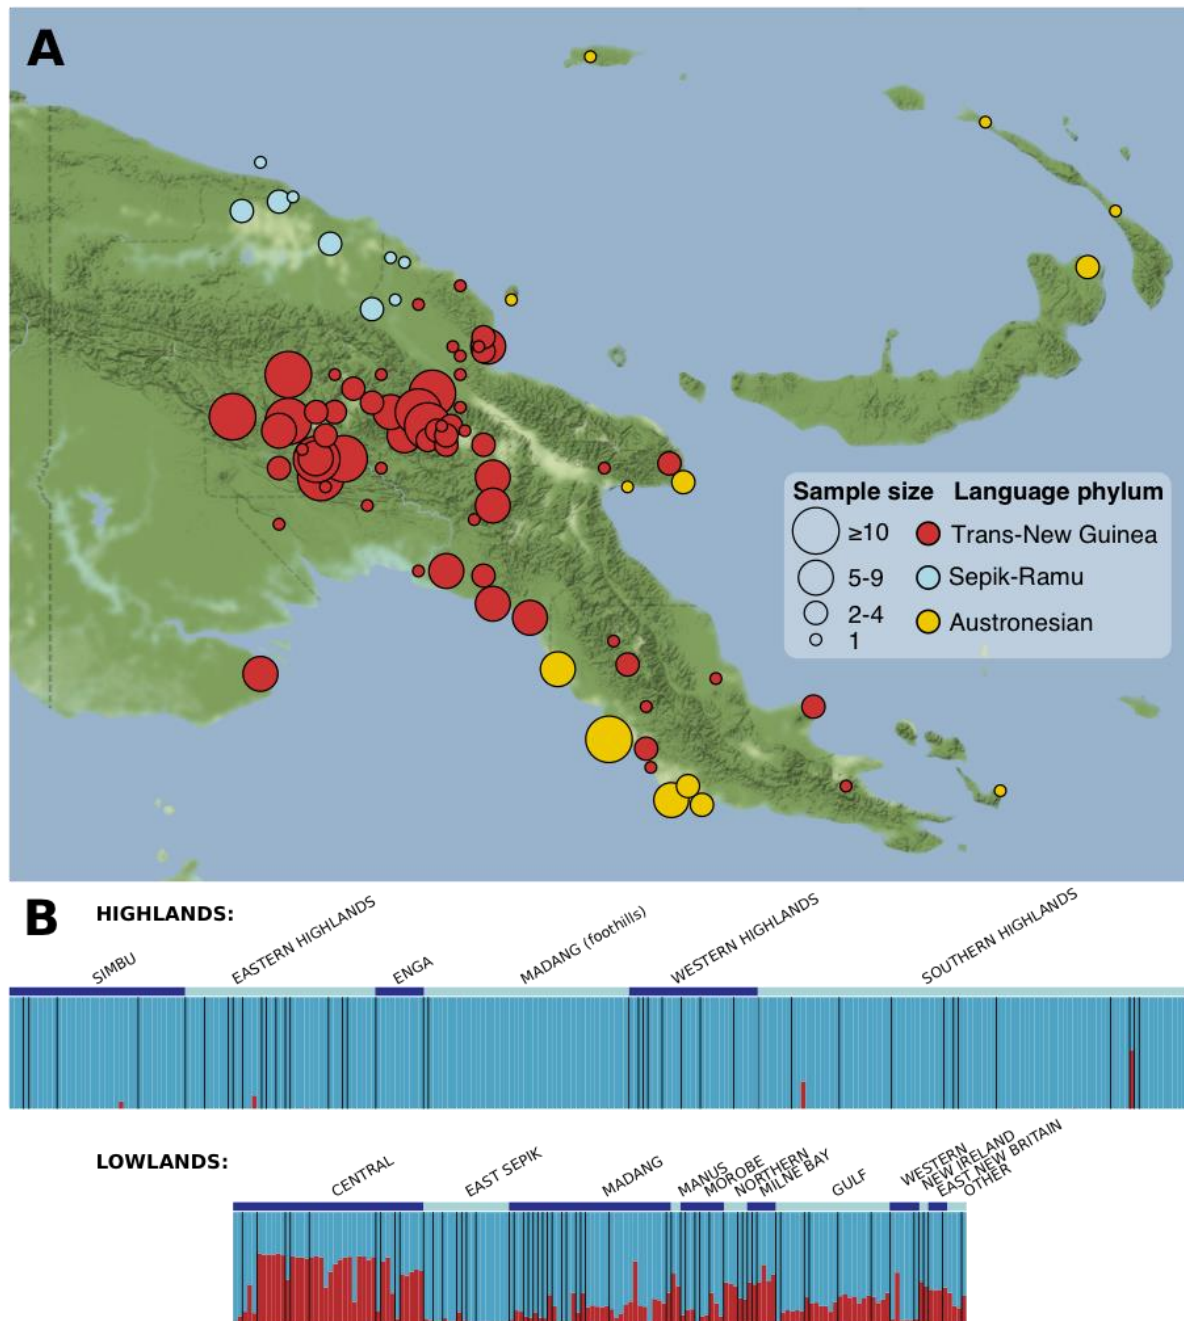 A
Sample size Language phylum
≥10 Trans-New Guinea
5-9 Sepik-Ramu
2-4 Austronesian
1
B
HIGHLANDS:
SIMBU
EASTERN HIGHLANDS
ENGA
MADANG (foothills)
WESTERN HIGHLANDS
SOUTHERN HIGHLANDS
LOWLANDS:
CENTRAL
EAST SEPIK
MADANG
MANUS
MOROBE
NORTHERN
MILNE BAY
GULF
WESTERN
NEW IRELAND
EAST NEW BRITAIN
OTHER